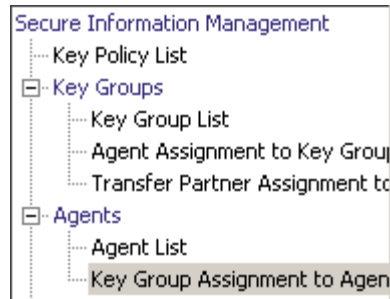 Secure Information Management
Key Policy List
Key Groups
Key Group List
Agent Assignment to Key Grou
Transfer Partner Assignment to
Agents
Agent List
Key Group Assignment to Agen